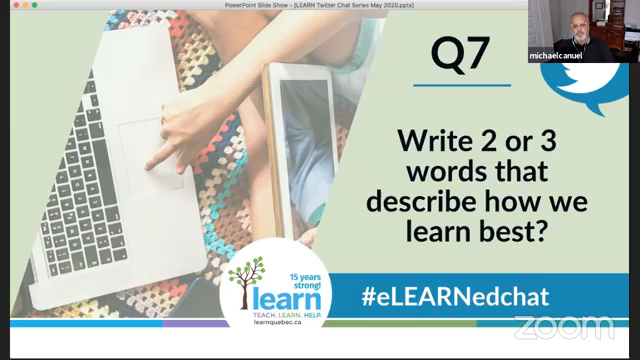 PowerPoint Slide Show - [LEARN Twitter Chat Series May 2020.pptx]
michaelcanuel
Q7
Write 2 or 3
words that
describe how we
learn best?
15 years
strong!
learn
TEACH, LEARN, HELP.
learnquebec.ca
#eLEARNedchat
zoom